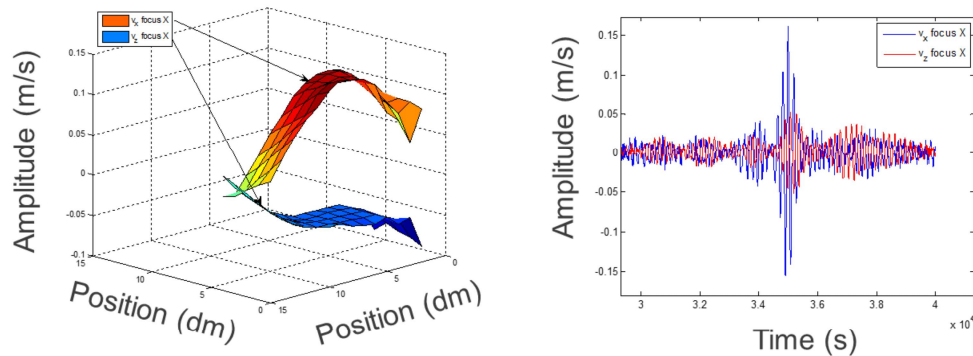 v_x focus X
v_z focus X
0.15
0.1
0.05
0
-0.05
-0.1
15
10
5
0
15
10
5
0
Amplitude (m/s)
Position (dm)
Position (dm)
v_x focus X
v_z focus X
0.15
0.1
0.05
0
-0.05
-0.1
-0.15
3
3.2
3.4
3.6
3.8
4
4.2
x 10^4
Amplitude (m/s)
Time (s)